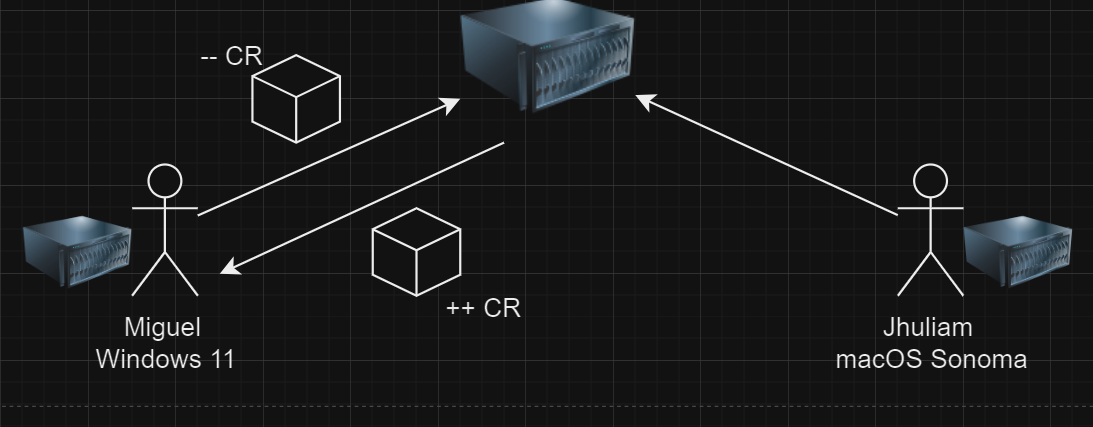 -- CR
++ CR
Miguel
Windows 11
Jhuliam
macOS Sonoma